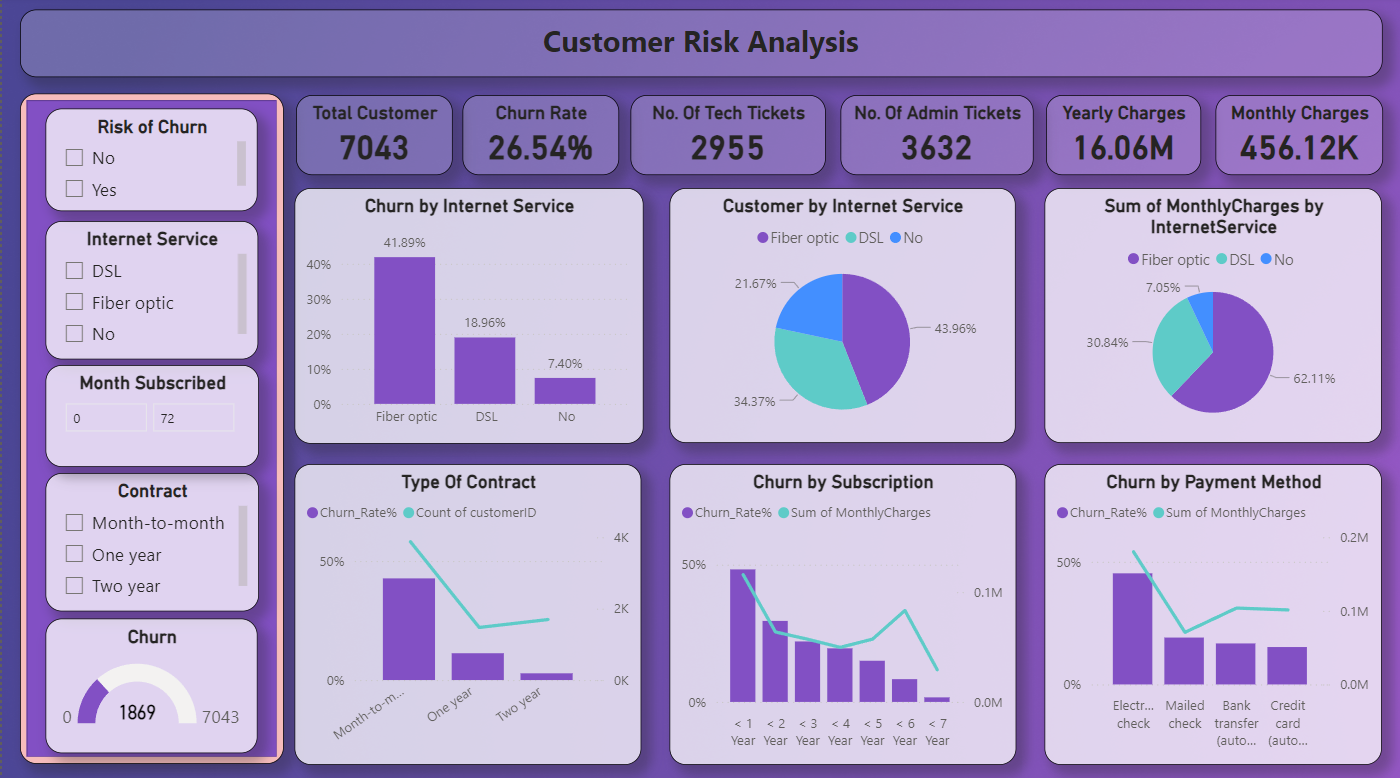 Customer Risk Analysis
Risk of Churn
No
Yes
Internet Service
DSL
Fiber optic
No
Month Subscribed
0 72
Contract
Month-to-month
One year
Two year
Churn
0 1869 7043
Total Customer
7043
Churn Rate
26.54%
No. Of Tech Tickets
2955
No. Of Admin Tickets
3632
Yearly Charges
16.06M
Monthly Charges
456.12K
Churn by Internet Service
41.89%
40%
30%
18.96%
20%
7.40%
10%
0%
Fiber optic DSL No
Customer by Internet Service
Fiber optic DSL No
21.67%
43.96%
34.37%
Sum of MonthlyCharges by
InternetService
Fiber optic DSL No
7.05%
30.84%
62.11%
Type Of Contract
Churn_Rate% Count of customerID
4K
50%
2K
0% 0K
Month-to-m... One year Two year
Churn by Subscription
Churn_Rate% Sum of MonthlyCharges
50%
0.1M
0% 0.0M
< 1 < 2 < 3 < 4 < 5 < 6 < 7
Year Year Year Year Year Year Year
Churn by Payment Method
Churn_Rate% Sum of MonthlyCharges
0.2M
50%
0.1M
0% 0.0M
Electr... Mailed Bank Credit
check check transfer card
(auto... (auto...